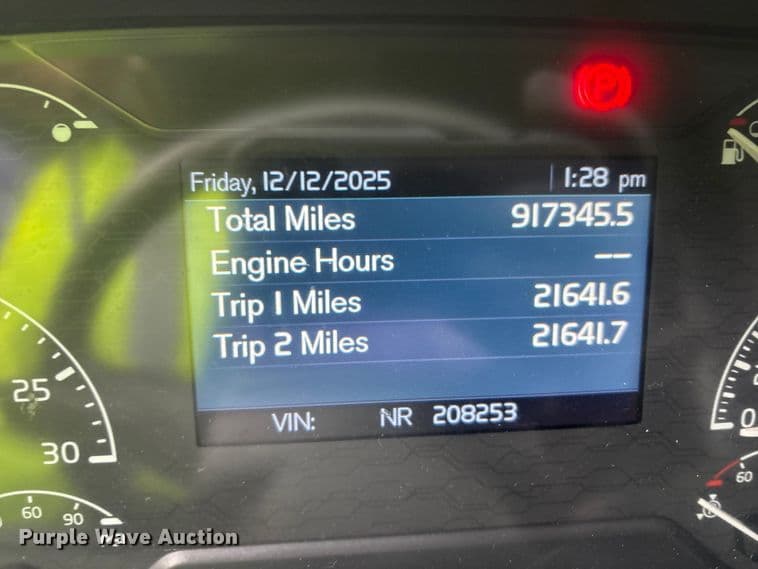 Friday, 12/12/2025 1:28 pm
Total Miles 917345.5
Engine Hours --
Trip 1 Miles 21641.6
Trip 2 Miles 21641.7
VIN: NR 208253
P
25
30
0
60
60 90
Purple Wave Auction